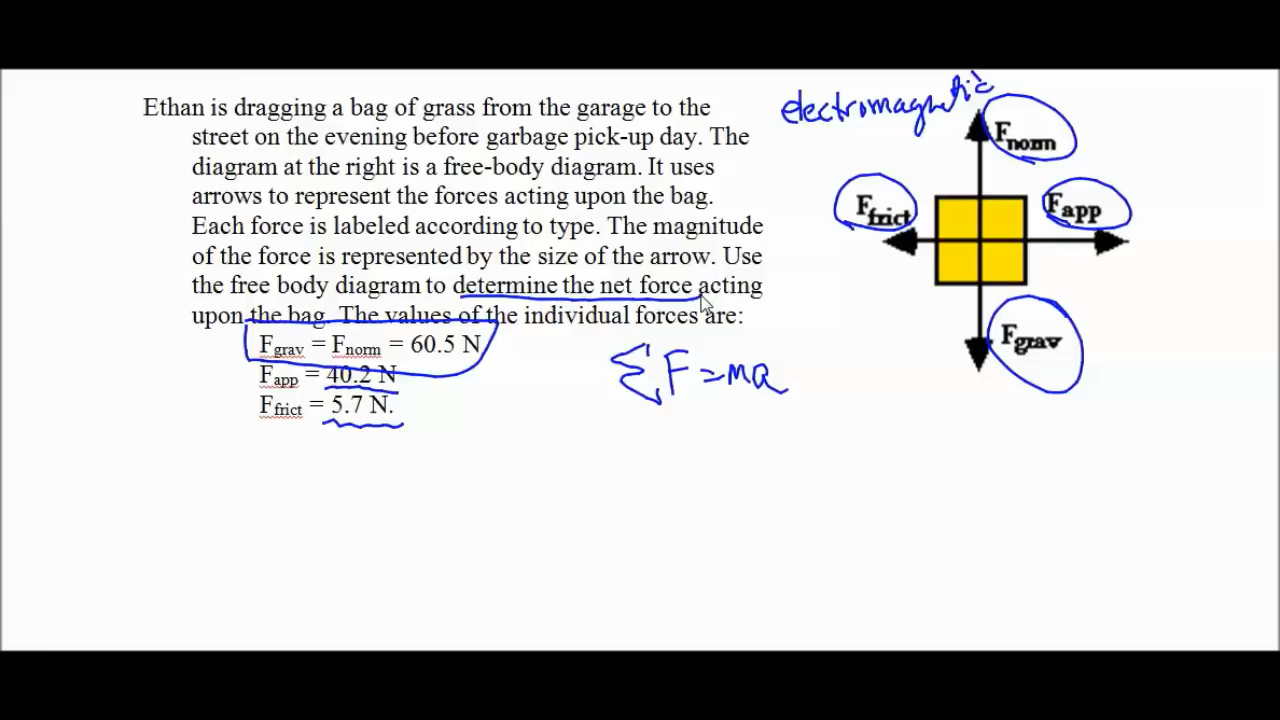 Ethan is dragging a bag of grass from the garage to the
street on the evening before garbage pick-up day. The
diagram at the right is a free-body diagram. It uses
arrows to represent the forces acting upon the bag.
Each force is labeled according to type. The magnitude
of the force is represented by the size of the arrow. Use
the free body diagram to determine the net force acting
upon the bag. The values of the individual forces are:
Fgrav = Fnorm = 60.5 N
Fapp = 40.2 N
Ffrict = 5.7 N.
ΣF = ma
electromagnetic
Fnorm
Ffrict
Fapp
Fgrav